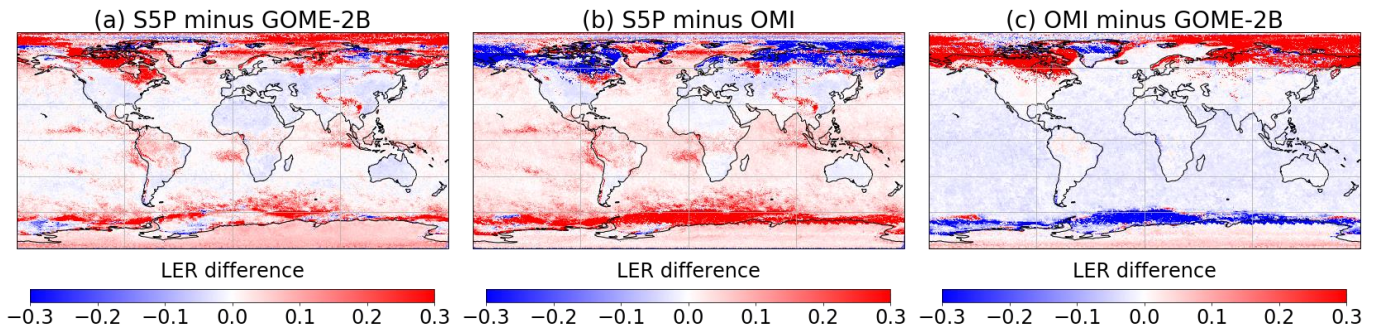 (a) S5P minus GOME-2B
(b) S5P minus OMI
(c) OMI minus GOME-2B
LER difference
LER difference
LER difference
−0.3 −0.2 −0.1 0.0 0.1 0.2 0.3
−0.3 −0.2 −0.1 0.0 0.1 0.2 0.3
−0.3 −0.2 −0.1 0.0 0.1 0.2 0.3